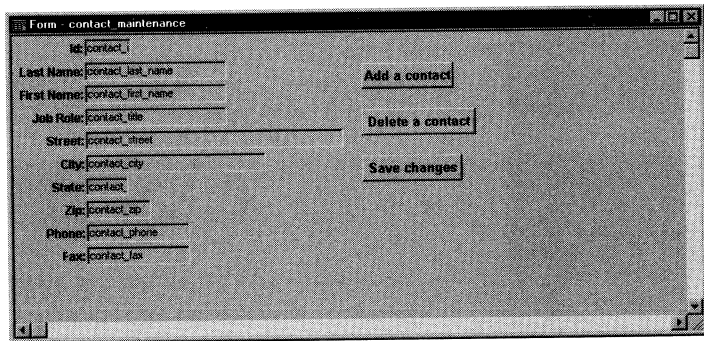 Form - contact_maintenance
Id: contact_i
Last Name: contact_last_name
First Name: contact_first_name
Job Role: contact_title
Street: contact_street
City: contact_city
State: contact_
Zip: contact_zip
Phone: contact_phone
Fax: contact_fax
Add a contact
Delete a contact
Save changes